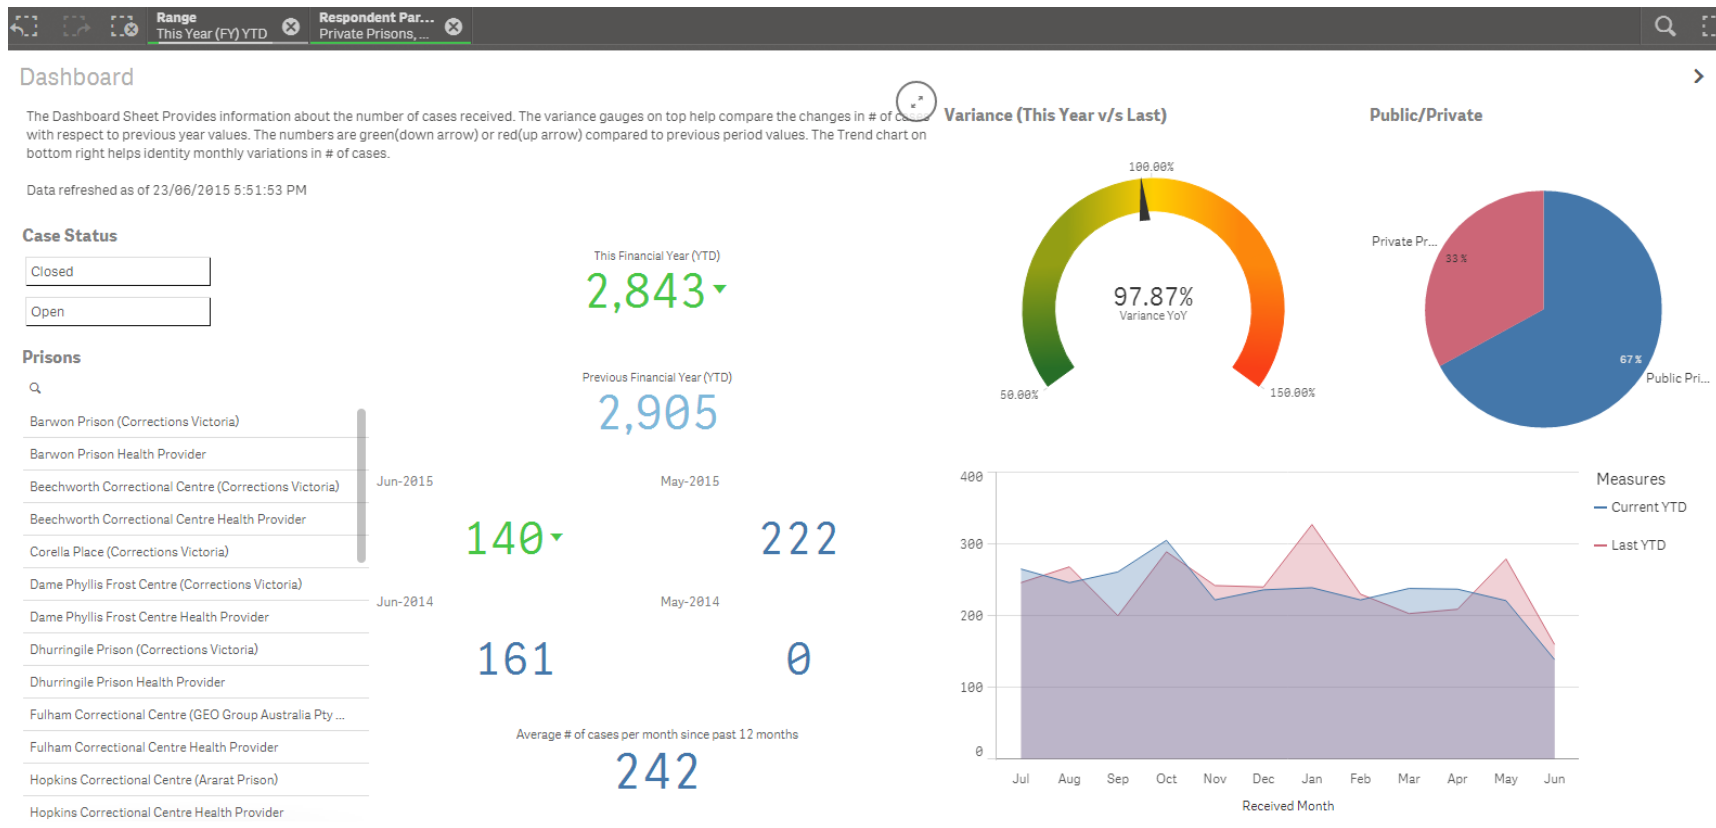 Range
This Year (FY) YTD
Respondent Par...
Private Prisons, ...
Dashboard
The Dashboard Sheet Provides information about the number of cases received. The variance gauges on top help compare the changes in # of cases
with respect to previous year values. The numbers are green(down arrow) or red(up arrow) compared to previous period values. The Trend chart on
bottom right helps identity monthly variations in # of cases.
Data refreshed as of 23/06/2015 5:51:53 PM
Case Status
Closed
Open
Prisons
Barwon Prison (Corrections Victoria)
Barwon Prison Health Provider
Beechworth Correctional Centre (Corrections Victoria)
Beechworth Correctional Centre Health Provider
Corella Place (Corrections Victoria)
Dame Phyllis Frost Centre (Corrections Victoria)
Dame Phyllis Frost Centre Health Provider
Dhurringile Prison (Corrections Victoria)
Dhurringile Prison Health Provider
Fulham Correctional Centre (GEO Group Australia Pty ...
Fulham Correctional Centre Health Provider
Hopkins Correctional Centre (Ararat Prison)
Hopkins Correctional Centre Health Provider
This Financial Year (YTD)
2,843
Previous Financial Year (YTD)
2,905
Jun-2015
May-2015
140
222
Jun-2014
May-2014
161
0
Average # of cases per month since past 12 months
242
Variance (This Year v/s Last)
100.00%
97.87%
Variance YoY
50.00%
150.00%
Public/Private
Private Pr...
33%
67%
Public Pri...
400
300
200
100
0
Jul Aug Sep Oct Nov Dec Jan Feb Mar Apr May Jun
Received Month
Measures
Current YTD
Last YTD